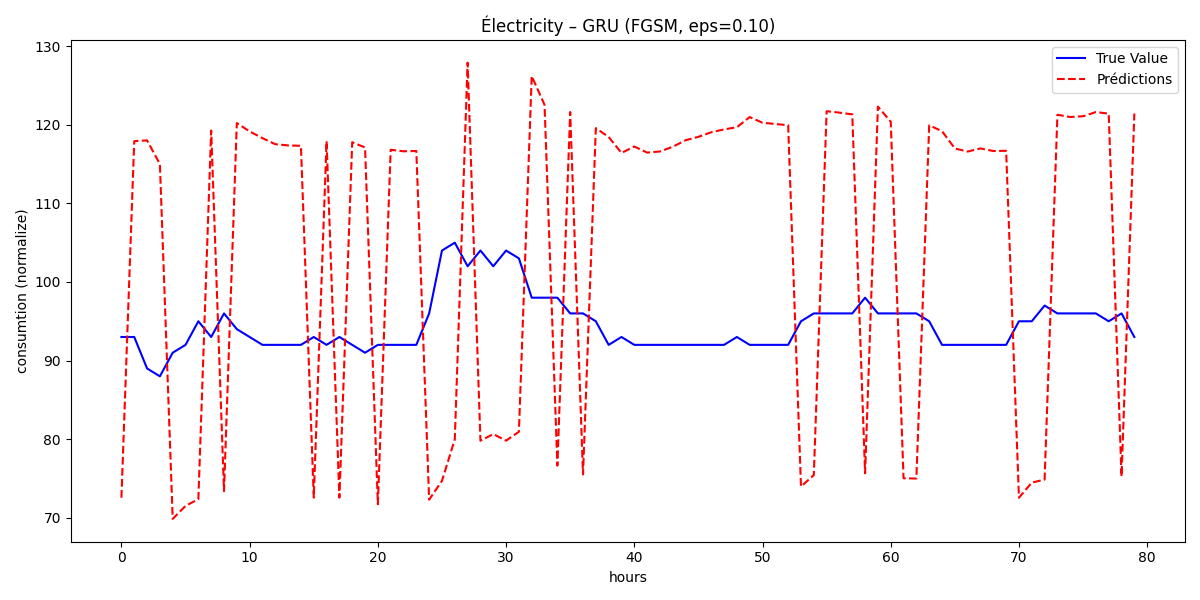 Électricity – GRU (FGSM, eps=0.10)
True Value
Prédictions
130
120
110
100
90
80
70
consumtion (normalize)
0 10 20 30 40 50 60 70 80
hours